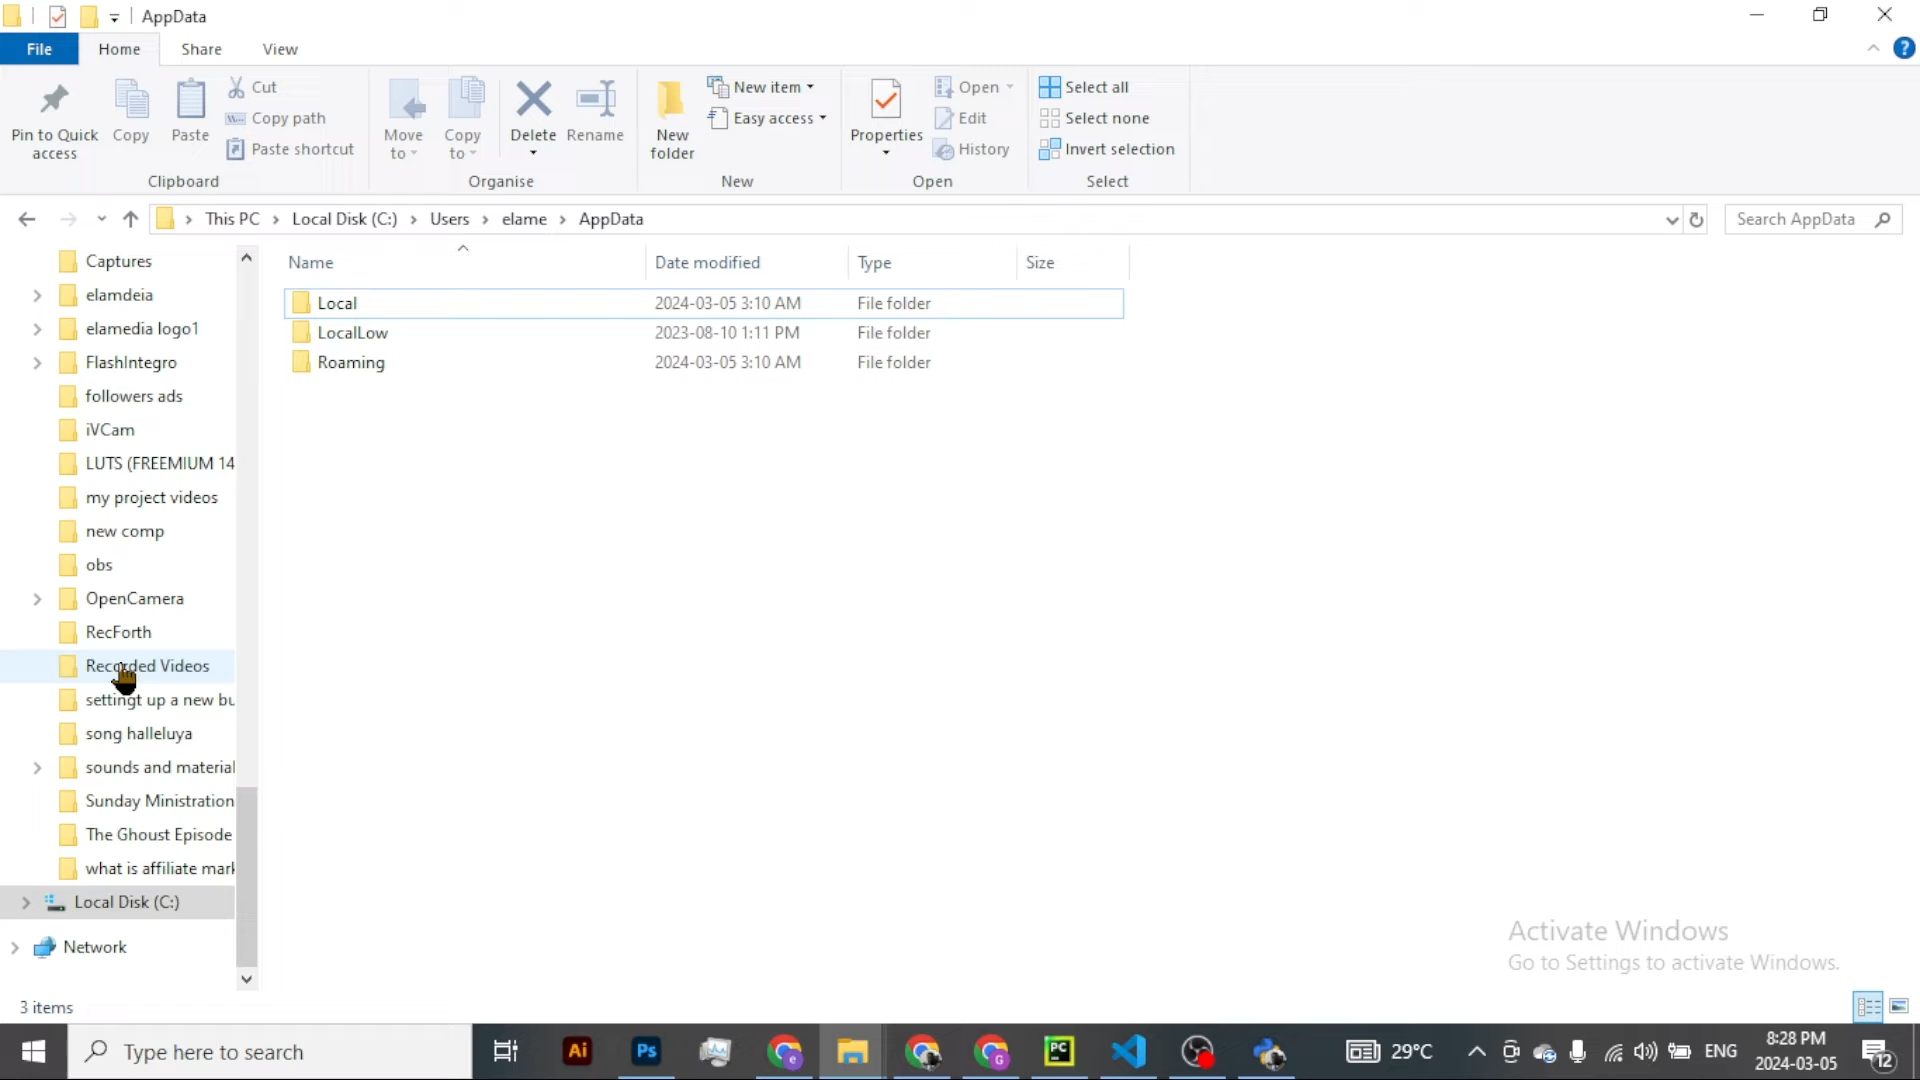 AppData
File Home Share View
Pin to Quick access
Copy
Paste
Cut
Copy path
Paste shortcut
Clipboard
Move to
Copy to
Delete
Rename
Organise
New folder
New item
Easy access
New
Properties
Open
Edit
History
Open
Select all
Select none
Invert selection
Select
This PC > Local Disk (C:) > Users > elame > AppData
Search AppData
Name Date modified Type Size
Local 2024-03-05 3:10 AM File folder
LocalLow 2023-08-10 1:11 PM File folder
Roaming 2024-03-05 3:10 AM File folder
Captures
elamdeia
elamedia logo1
FlashIntegro
followers ads
iVCam
LUTS (FREEMIUM 14
my project videos
new comp
obs
OpenCamera
RecForth
Recorded Videos
settingt up a new bu
song halleluya
sounds and material
Sunday Ministration
The Ghoust Episode
what is affiliate mark
Local Disk (C:)
Network
Activate Windows
Go to Settings to activate Windows.
3 items
Type here to search
Ai
Ps
e
G
PC
29°C
ENG
8:28 PM
2024-03-05
12